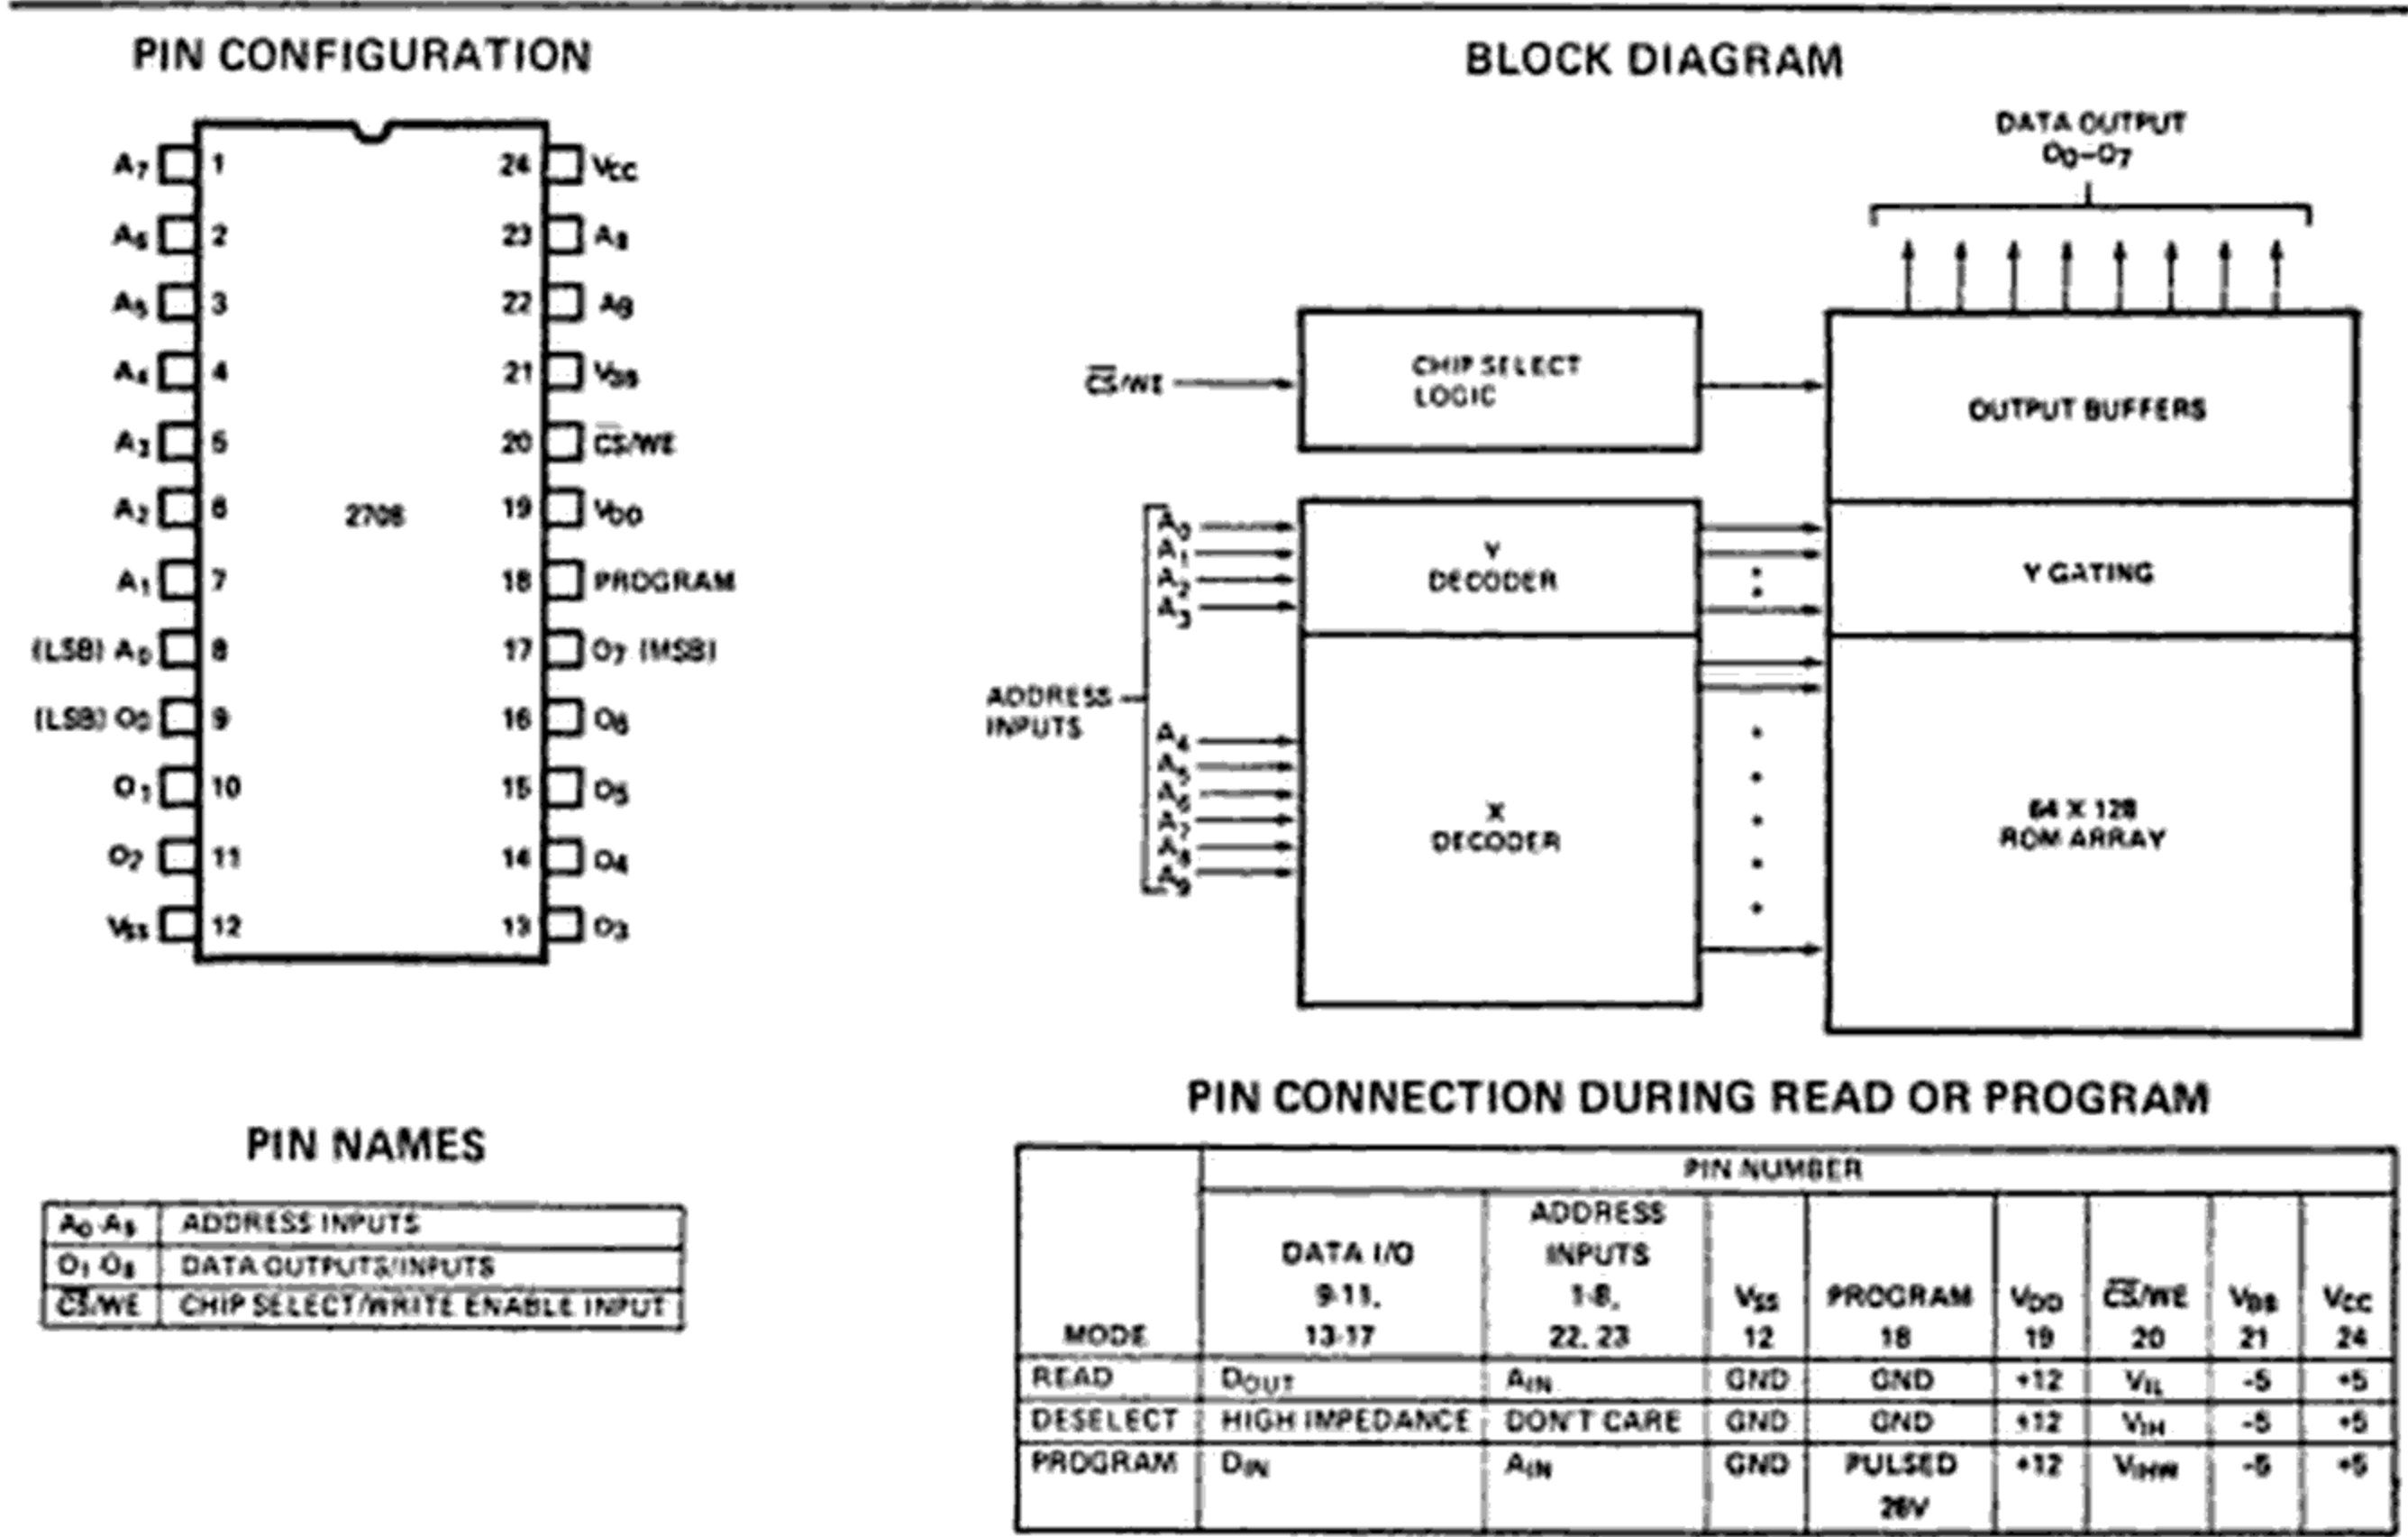 PIN CONFIGURATION
A7 1 24 VCC
A6 2 23 A8
A5 3 22 A9
A4 4 21 VBB
A3 5 20 CS/WE
A2 6 2708 19 VDD
A1 7 18 PROGRAM
(LSB) A0 8 17 O7 (MSB)
(LSB) O0 9 16 O6
O1 10 15 O5
O2 11 14 O4
VSS 12 13 O3
BLOCK DIAGRAM
DATA OUTPUT
O0–O7
CS/WE
CHIP SELECT
LOGIC
OUTPUT BUFFERS
A0
A1
A2
A3
Y
DECODER
Y GATING
ADDRESS
INPUTS
A4
A5
A6
A7
A8
A9
X
DECODER
64 X 128
ROM ARRAY
PIN NAMES
A0-A9 ADDRESS INPUTS
O1-O8 DATA OUTPUTS/INPUTS
CS/WE CHIP SELECT/WRITE ENABLE INPUT
PIN CONNECTION DURING READ OR PROGRAM
PIN NUMBER
MODE
DATA I/O
9-11,
13-17
ADDRESS
INPUTS
1-8,
22, 23
VSS
12
PROGRAM
18
VDD
19
CS/WE
20
VBB
21
VCC
24
READ DOUT AIN GND GND +12 VIL -5 +5
DESELECT HIGH IMPEDANCE DON'T CARE GND GND +12 VIH -5 +5
PROGRAM DIN AIN GND PULSED +12 VIHW -5 +5
26V